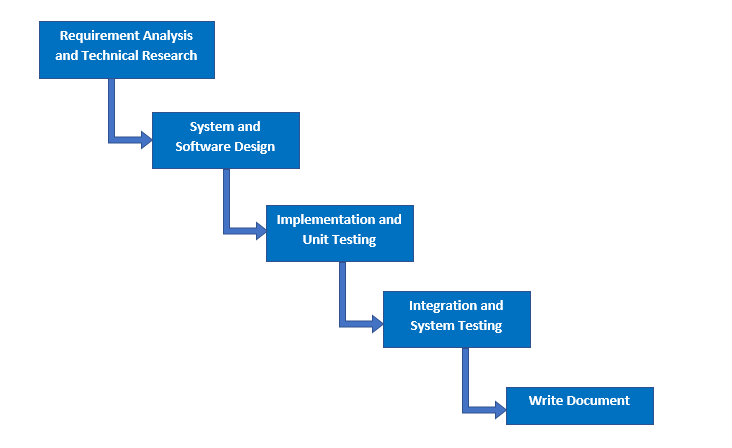 Requirement Analysis
and Technical Research
System and
Software Design
Implementation and
Unit Testing
Integration and
System Testing
Write Document